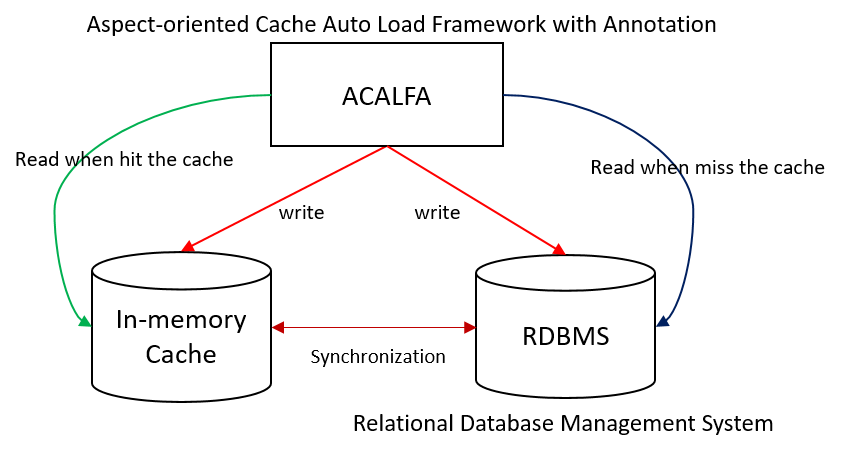 Aspect-oriented Cache Auto Load Framework with Annotation
ACALFA
Read when hit the cache
Read when miss the cache
write
write
In-memory
Cache
RDBMS
Synchronization
Relational Database Management System